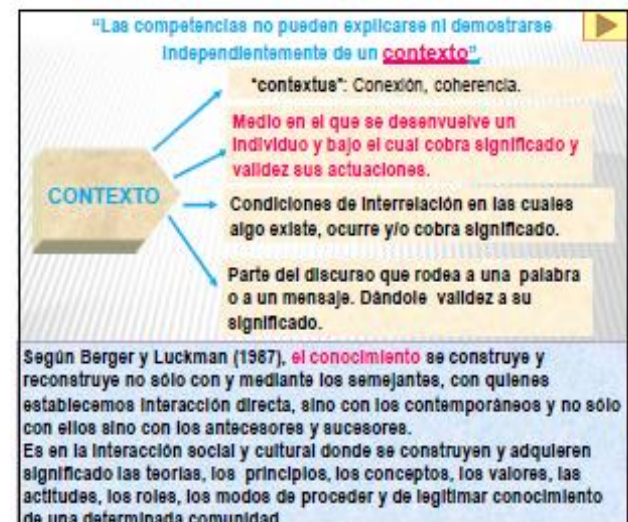 “Las competencias no pueden explicarse ni demostrarse
independientemente de un contexto”.
“contextus”: Conexión, coherencia.
Medio en el que se desenvuelve un
individuo y bajo el cual cobra significado y
validez sus actuaciones.
CONTEXTO
Condiciones de interrelación en las cuales
algo existe, ocurre y/o cobra significado.
Parte del discurso que rodea a una palabra
o a un mensaje. Dándole validez a su
significado.
Según Berger y Luckman (1987), el conocimiento se construye y
reconstruye no sólo con y mediante los semejantes, con quienes
establecemos interacción directa, sino con los contemporáneos y no sólo
con ellos sino con los antecesores y sucesores.
Es en la interacción social y cultural donde se construyen y adquieren
significado las teorías, los principios, los conceptos, los valores, las
actitudes, los roles, los modos de proceder y de legitimar conocimiento
de una determinada comunidad